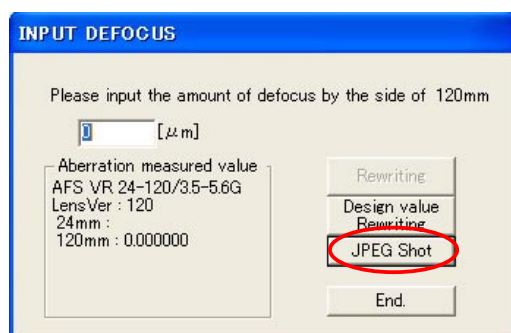 INPUT DEFOCUS
Please input the amount of defocus by the side of 120mm
0 [μm]
Aberration measured value
AFS VR 24-120/3.5-5.6G
LensVer : 120
24mm :
120mm : 0.000000
Rewriting
Design value
Rewriting
JPEG Shot
End.